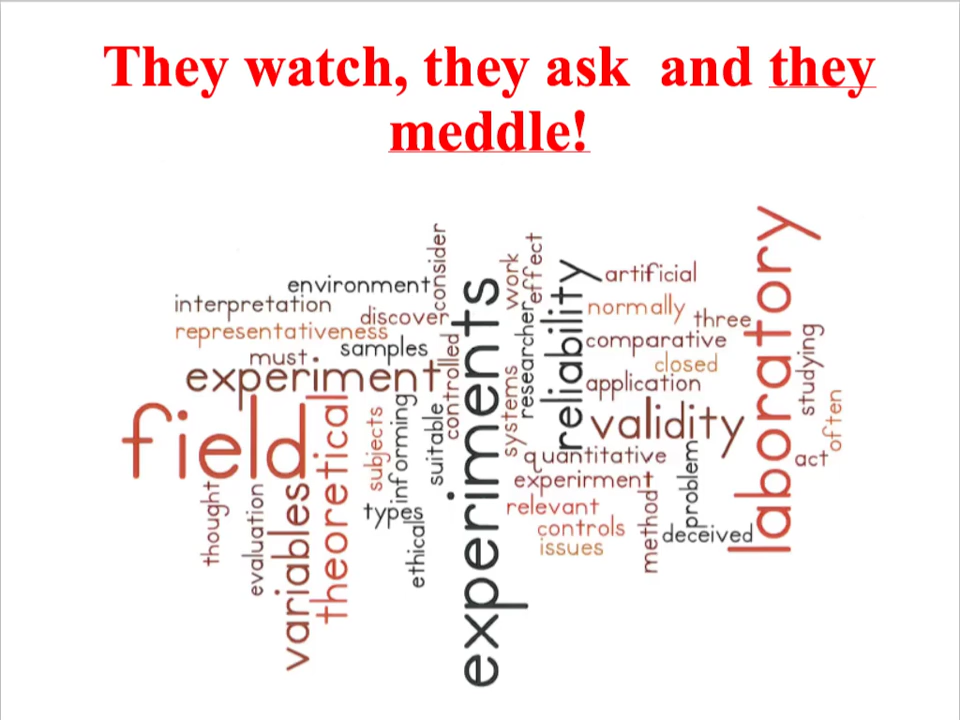 They watch, they ask and they
meddle!
consider
work
effect
environment
artificial
laboratory
interpretation
discover
experiments
researcher
reliability
normally
three
representativeness
samples
controlled
comparative
studying
must
closed
experiment
systems
application
often
field
theoretical
subjects
informing
suitable
validity
act
quantitative
thought
evaluation
variables
types
ethical
experirment
problem
relevant
method
controls
deceived
issues